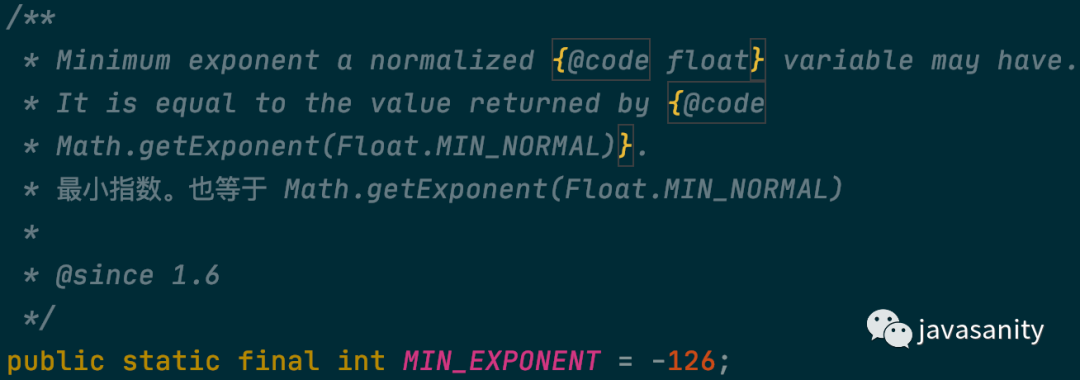 /**
* Minimum exponent a normalized {@code float} variable may have.
* It is equal to the value returned by {@code
* Math.getExponent(Float.MIN_NORMAL)}.
* 最小指数。也等于 Math.getExponent(Float.MIN_NORMAL)
*
* @since 1.6
*/
javasanity
public static final int MIN_EXPONENT = -126;